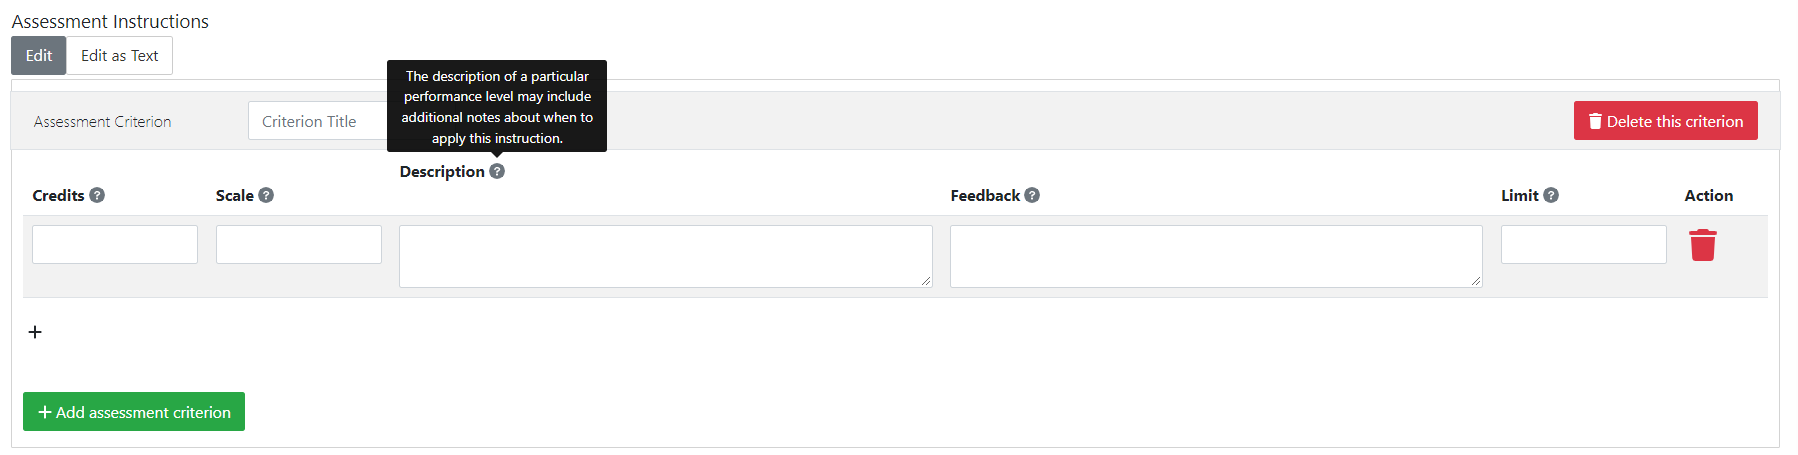 Assessment Instructions
Edit
Edit as Text
The description of a particular
performance level may include
additional notes about when to
apply this instruction.
Assessment Criterion
Criterion Title
Delete this criterion
Description ?
Credits ?
Scale ?
Feedback ?
Limit ?
Action
+
+ Add assessment criterion